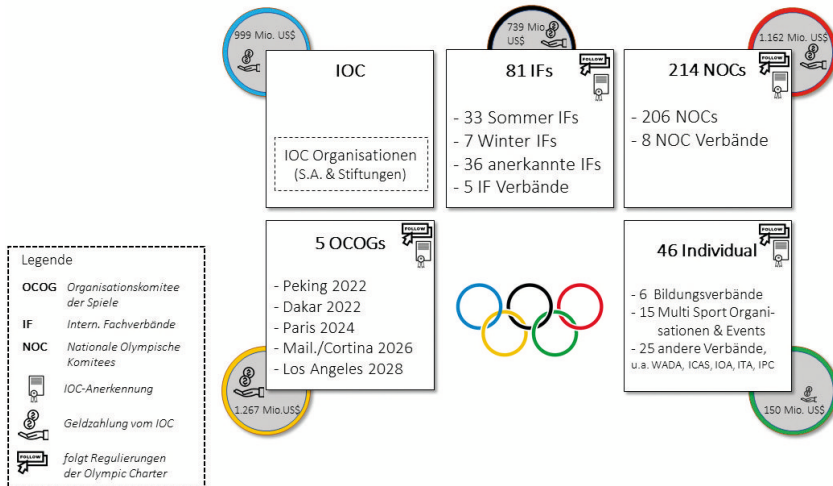 999 Mio. US$
IOC
IOC Organisationen
(S.A. & Stiftungen)
739 Mio.
US$
FOLLOW
81 IFs
- 33 Sommer IFs
- 7 Winter IFs
- 36 anerkannte IFs
- 5 IF Verbände
1.162 Mio. US$
FOLLOW
214 NOCs
- 206 NOCs
- 8 NOC Verbände
FOLLOW
5 OCOGs
- Peking 2022
- Dakar 2022
- Paris 2024
- Mail./Cortina 2026
- Los Angeles 2028
1.267 Mio.US$
FOLLOW
46 Individual
- 6 Bildungsverbände
- 15 Multi Sport Organi-
sationen & Events
- 25 andere Verbände,
u.a. WADA, ICAS, IOA, ITA, IPC
150 Mio. US$
Legende
OCOG Organisationskomitee
der Spiele
IF Intern. Fachverbände
NOC Nationale Olympische
Komitees
IOC-Anerkennung
Geldzahlung vom IOC
FOLLOW folgt Regulierungen
der Olympic Charter